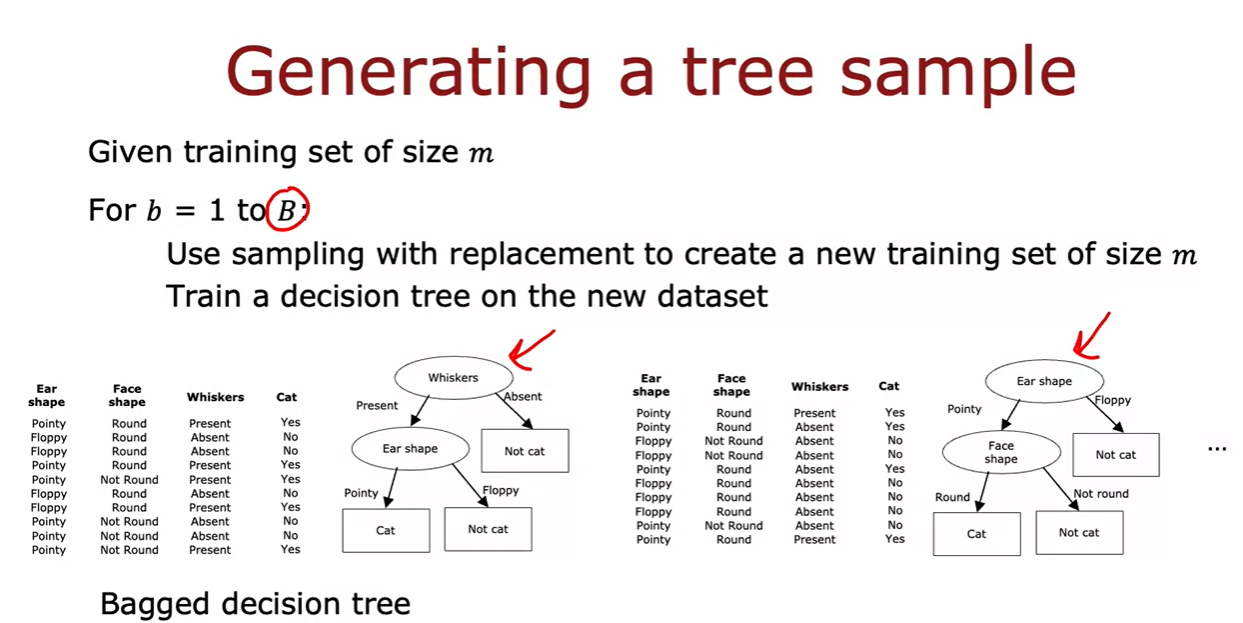 Generating a tree sample
Given training set of size m
For b = 1 to B:
Use sampling with replacement to create a new training set of size m
Train a decision tree on the new dataset
Ear shape Face shape Whiskers Cat
Pointy Round Present Yes
Floppy Round Absent No
Floppy Round Absent No
Pointy Round Present Yes
Pointy Not Round Present Yes
Floppy Round Absent No
Floppy Round Present Yes
Pointy Not Round Absent No
Pointy Not Round Absent No
Pointy Not Round Present Yes
Whiskers
Present
Absent
Ear shape
Not cat
Pointy
Floppy
Cat
Not cat
Ear shape Face shape Whiskers Cat
Pointy Round Present Yes
Pointy Round Absent Yes
Floppy Not Round Absent No
Floppy Not Round Absent No
Pointy Round Absent Yes
Floppy Round Absent No
Floppy Round Absent No
Floppy Round Absent No
Pointy Not Round Absent No
Pointy Round Present Yes
Ear shape
Pointy
Floppy
Face shape
Not cat
Round
Not round
Cat
Not cat
...
Bagged decision tree